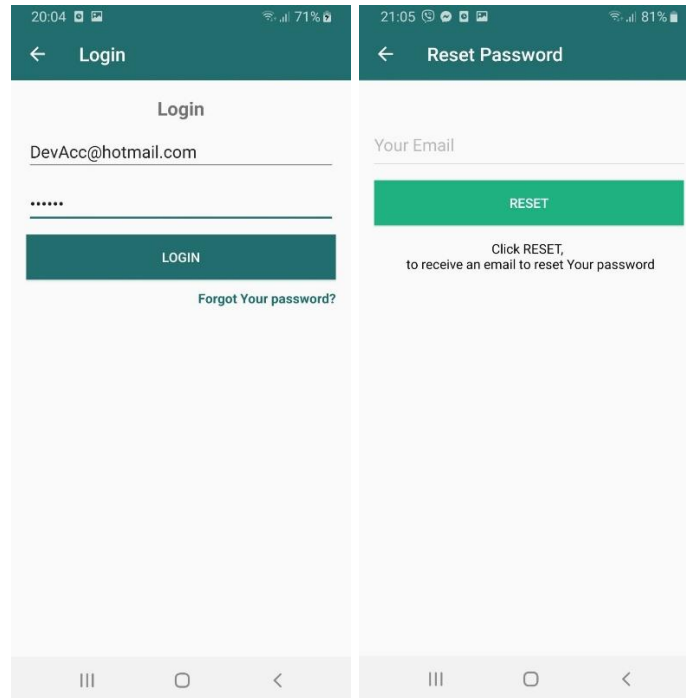 20:04 71%
Login
Login
DevAcc@hotmail.com
••••••
LOGIN
Forgot Your password?
21:05 81%
Reset Password
Your Email
RESET
Click RESET,
to receive an email to reset Your password